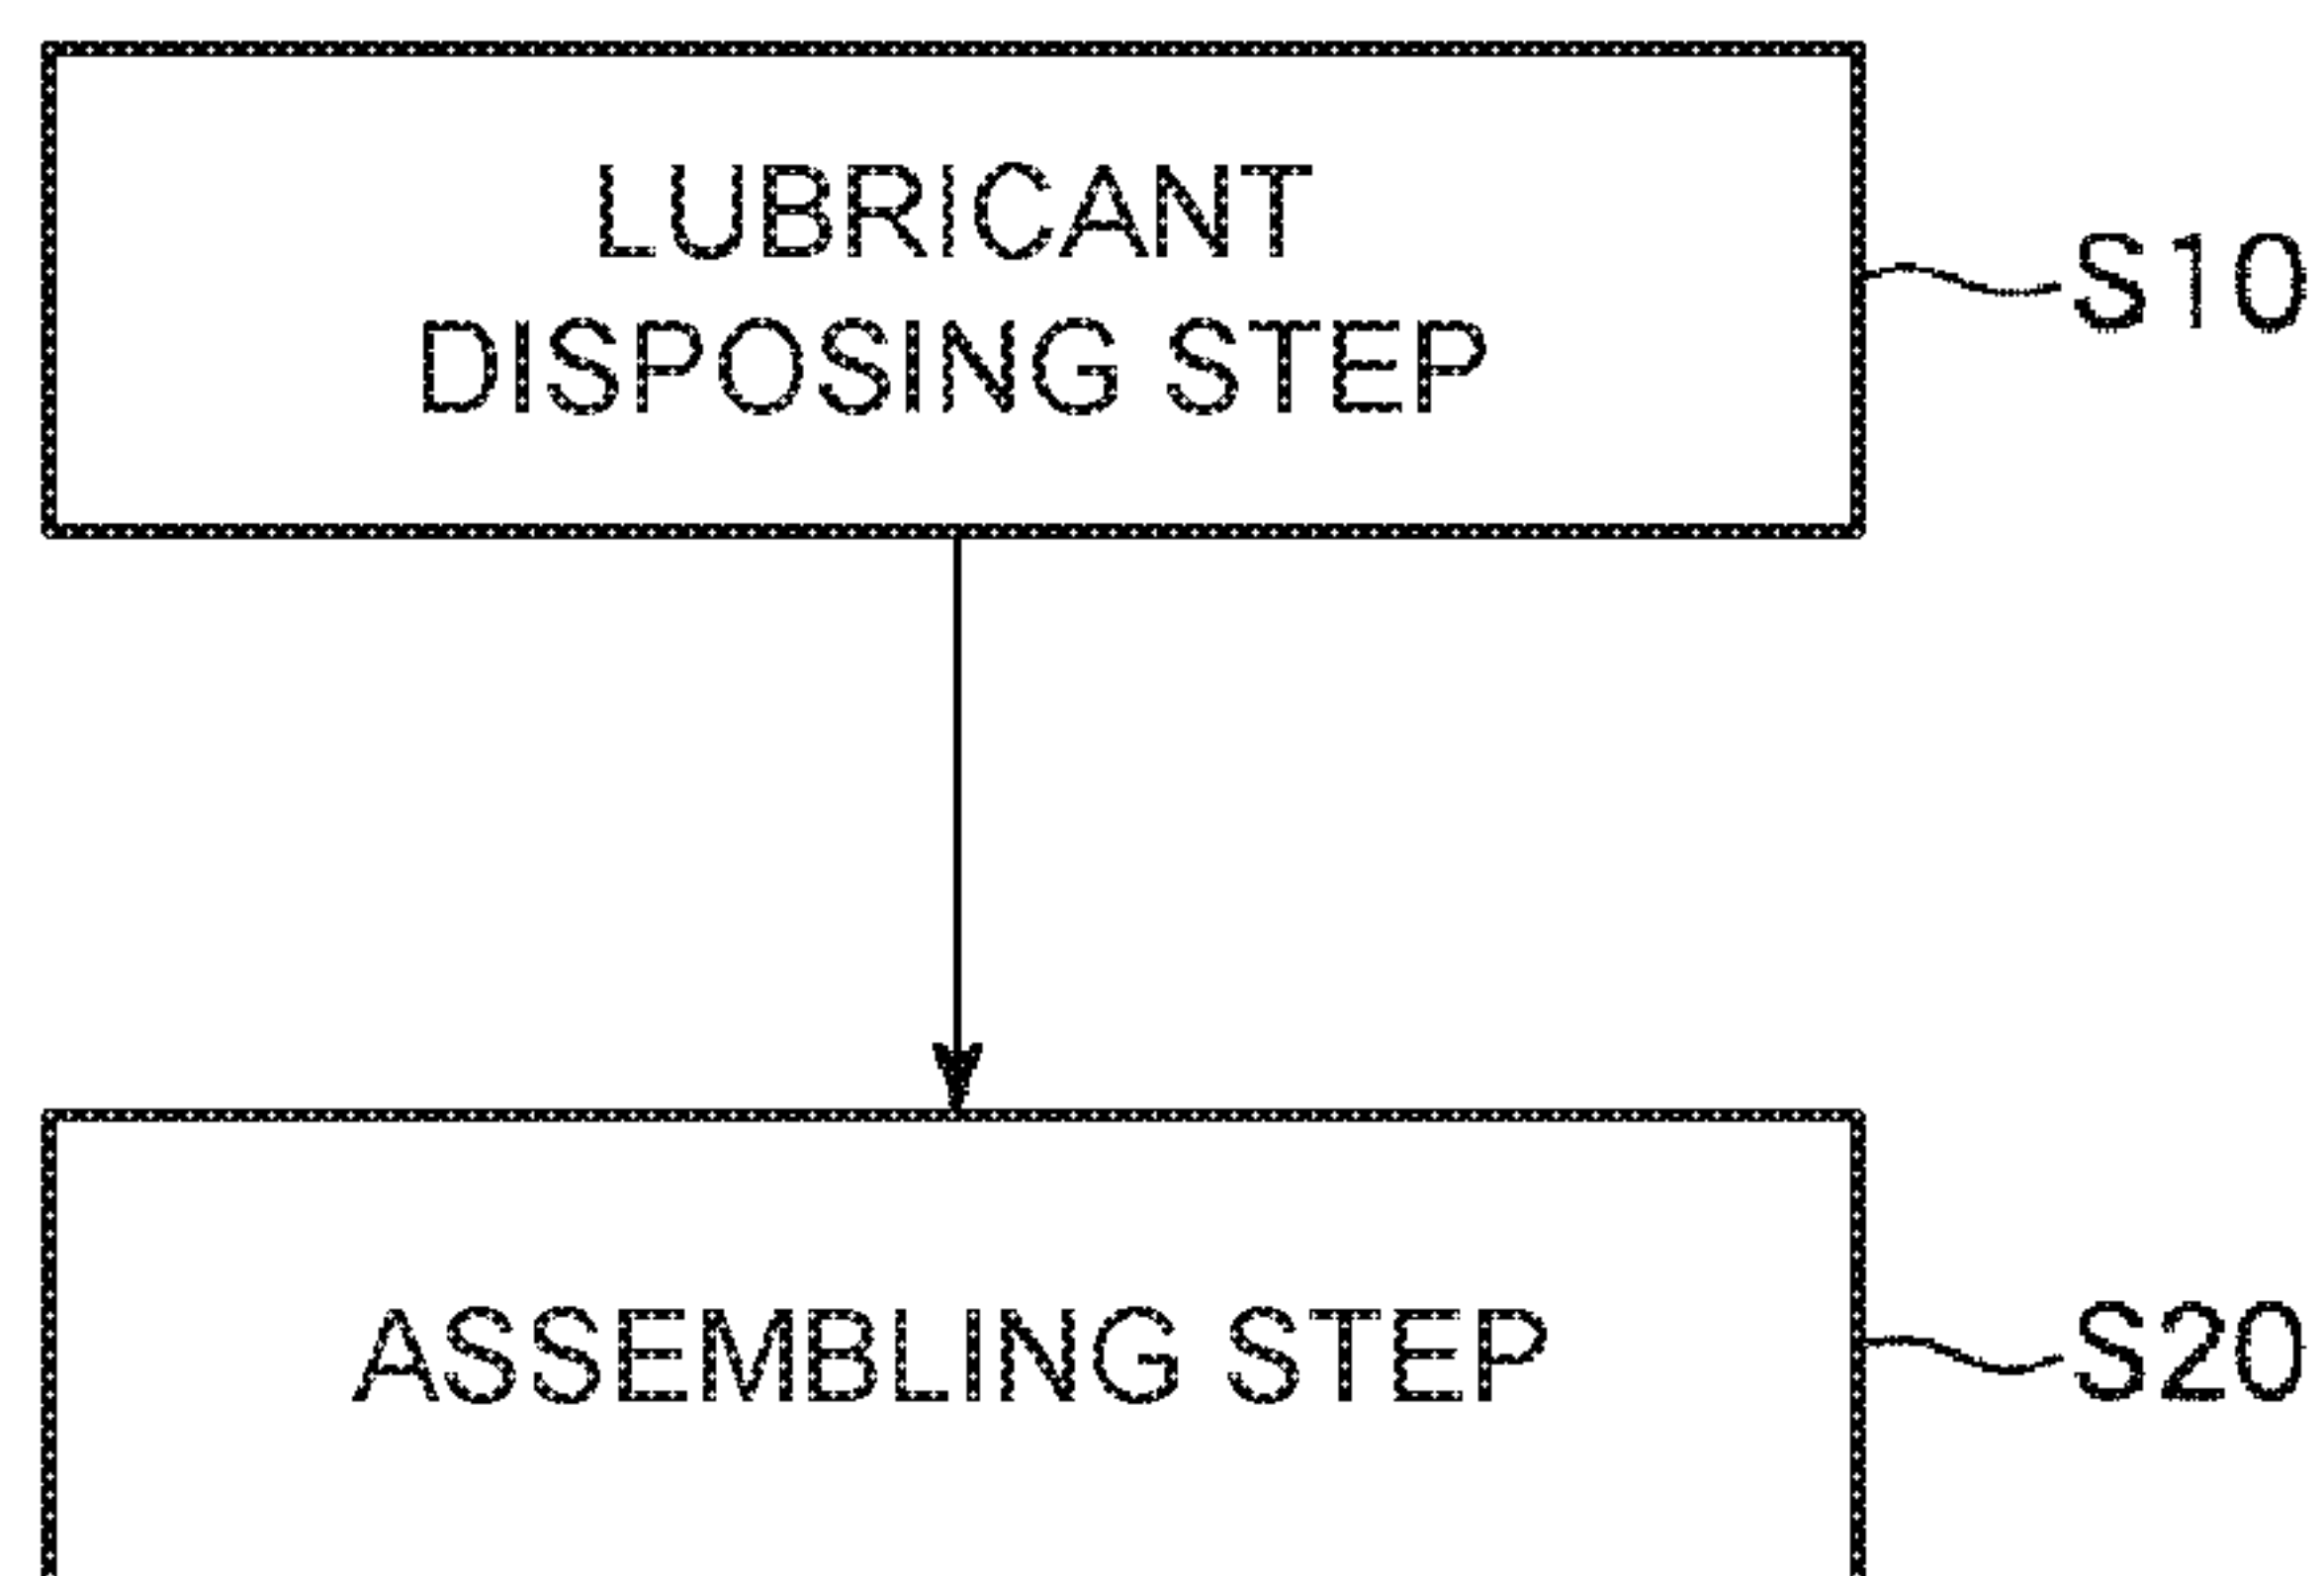 LUBRICANT
DISPOSING STEP
S10
ASSEMBLING STEP
S20